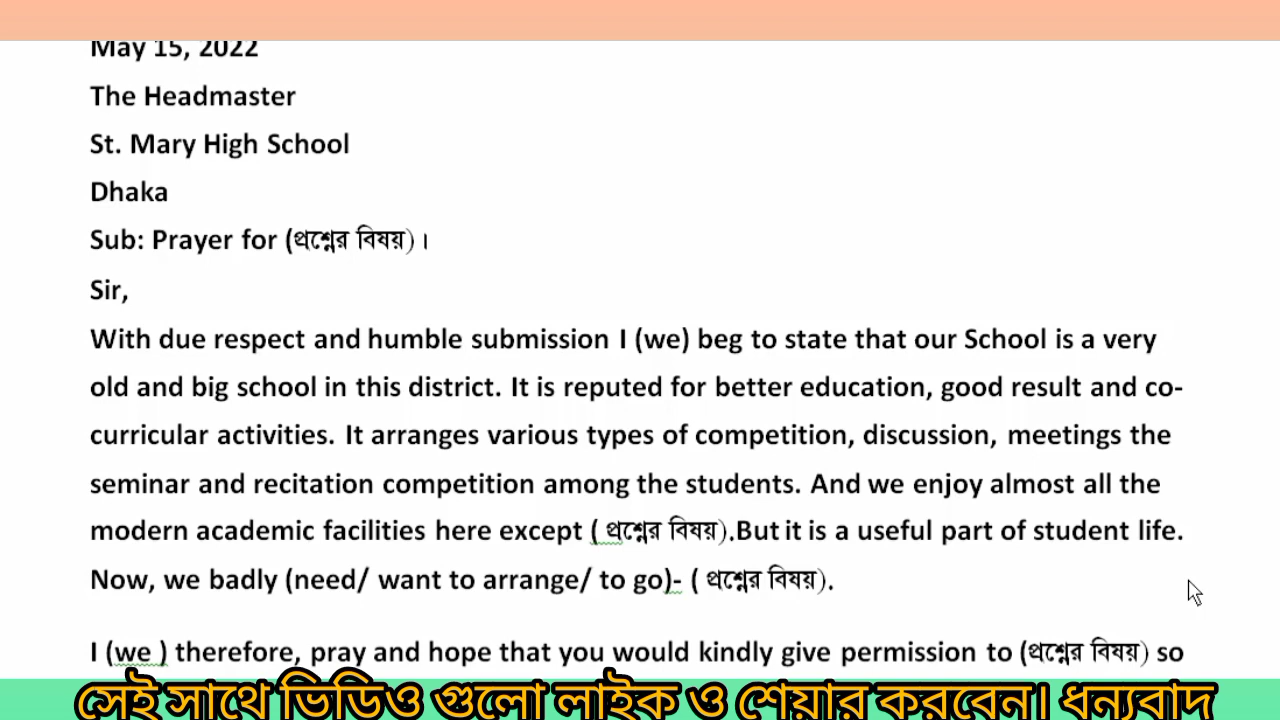 May 15, 2022
The Headmaster
St. Mary High School
Dhaka
Sub: Prayer for (প্রশ্নের বিষয়)।
Sir,
With due respect and humble submission I (we) beg to state that our School is a very
old and big school in this district. It is reputed for better education, good result and co-
curricular activities. It arranges various types of competition, discussion, meetings the
seminar and recitation competition among the students. And we enjoy almost all the
modern academic facilities here except ( প্রশ্নের বিষয়).But it is a useful part of student life.
Now, we badly (need/ want to arrange/ to go)- ( প্রশ্নের বিষয়).
I (we ) therefore, pray and hope that you would kindly give permission to (প্রশ্নের বিষয়) so
সেই সাথে ভিডিও গুলো লাইক ও শেয়ার করবেন। ধন্যবাদ